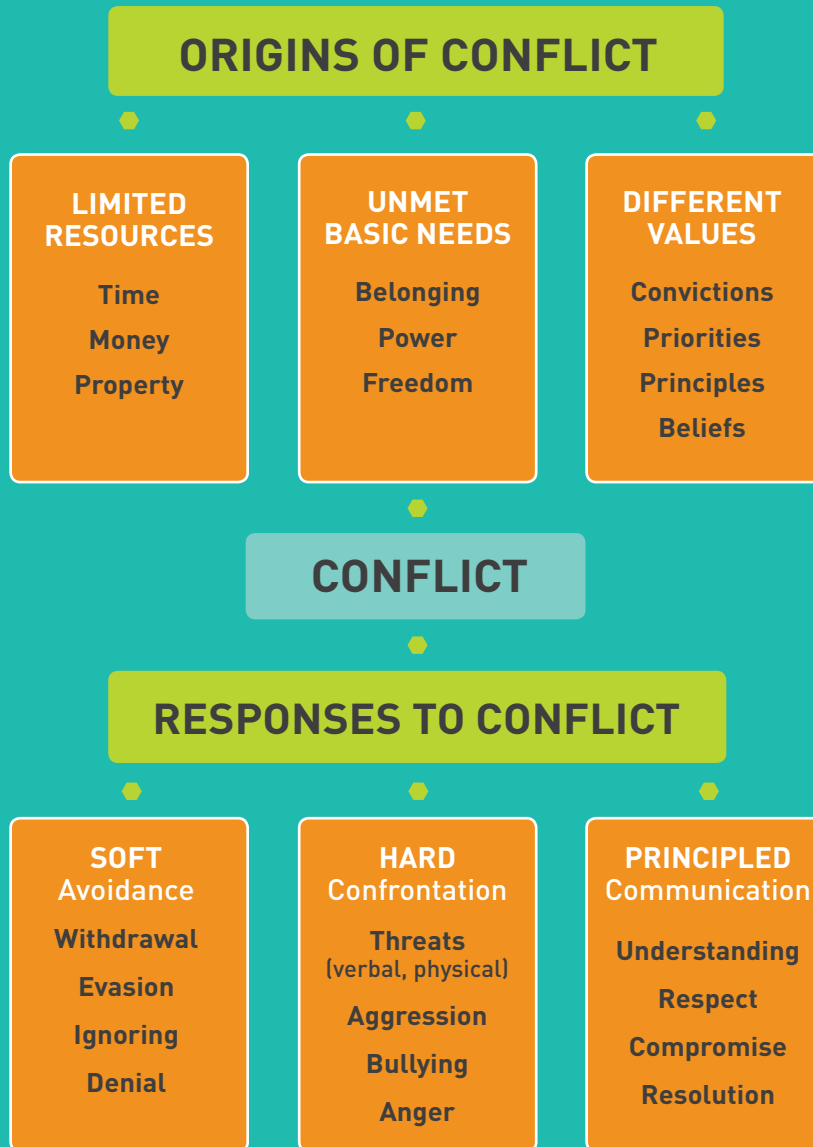 ORIGINS OF CONFLICT
LIMITED
RESOURCES
Time
Money
Property
UNMET
BASIC NEEDS
Belonging
Power
Freedom
DIFFERENT
VALUES
Convictions
Priorities
Principles
Beliefs
CONFLICT
RESPONSES TO CONFLICT
SOFT
Avoidance
Withdrawal
Evasion
Ignoring
Denial
HARD
Confrontation
Threats
(verbal, physical)
Aggression
Bullying
Anger
PRINCIPLED
Communication
Understanding
Respect
Compromise
Resolution